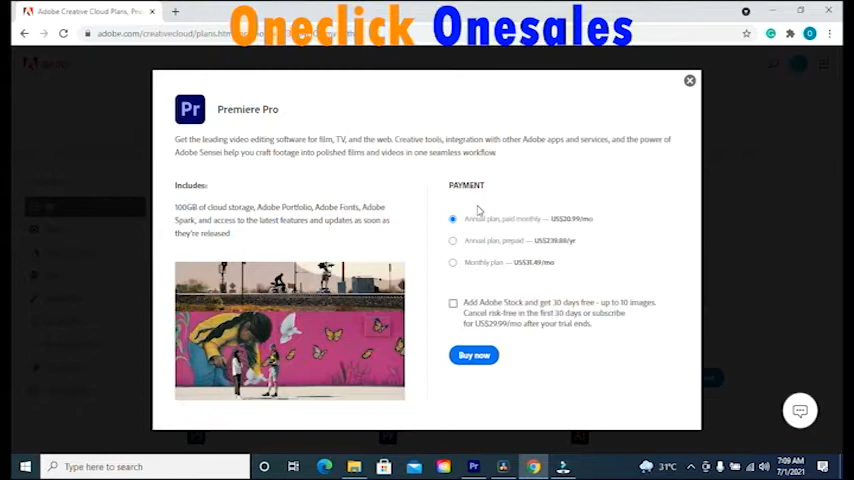 Adobe Creative Cloud Plans, Pri
Oneclick Onesales
adobe.com/creativecloud/plans.htm
Pr
Premiere Pro
Get the leading video editing software for film, TV, and the web. Creative tools, integration with other Adobe apps and services, and the power of
Adobe Sensei help you craft footage into polished films and videos in one seamless workflow.
Includes:
100GB of cloud storage, Adobe Portfolio, Adobe Fonts, Adobe
Spark, and access to the latest features and updates as soon as
they're released
PAYMENT
Annual plan, paid monthly — US$20.99/mo
Annual plan, prepaid — US$239.88/yr
Monthly plan — US$31.49/mo
Add Adobe Stock and get 30 days free - up to 10 images.
Cancel risk-free in the first 30 days or subscribe
for US$29.99/mo after your trial ends.
Buy now
Type here to search
Pr
31°C
7:09 AM
7/1/2021